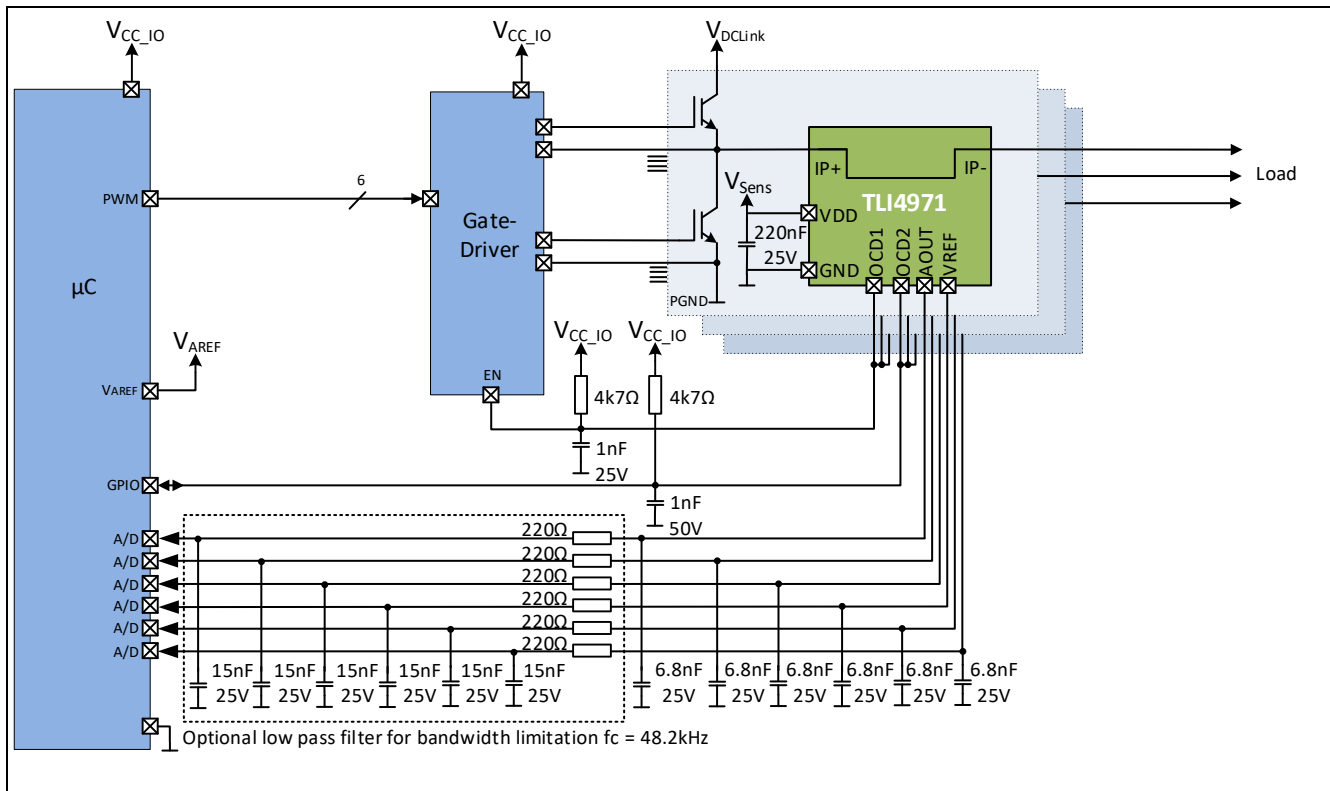 VCC_IO
VCC_IO
VDCLink
PWM
6
Gate-
Driver
μC
IP+
IP-
TLI4971
VSens
VDD
220nF
25V
GND
OCD1
OCD2
AOUT
VREF
Load
PGND
VCC_IO
VCC_IO
VAREF
VAREF
EN
4k7Ω
4k7Ω
1nF
25V
GPIO
1nF
50V
A/D
220Ω
A/D
220Ω
A/D
220Ω
A/D
220Ω
A/D
220Ω
A/D
220Ω
15nF 15nF 15nF 15nF 15nF 15nF 6.8nF 6.8nF 6.8nF 6.8nF 6.8nF 6.8nF
25V 25V 25V 25V 25V 25V 25V 25V 25V 25V 25V 25V
Optional low pass filter for bandwidth limitation fc = 48.2kHz